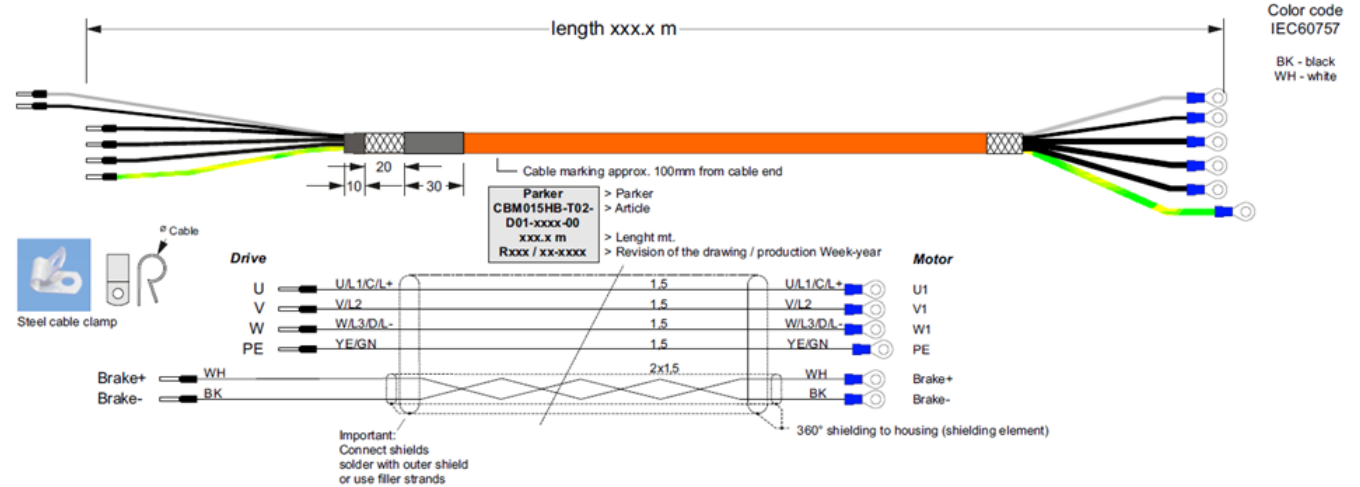 Color code
IEC60757
BK - black
WH - white
length xxx.x m
20
10
30
Cable marking approx. 100mm from cable end
Parker > Parker
CBM015HB-T02- > Article
D01-xxxx-00
xxx.x m > Lenght mt.
Rxxx / xx-xxxx > Revision of the drawing / production Week-year
ø Cable
Steel cable clamp
Drive Motor
U U/L1/C/L+ 1,5 U/L1/C/L+ U1
V V/L2 1,5 V/L2 V1
W W/L3/D/L- 1,5 W/L3/D/L- W1
PE YE/GN 1,5 YE/GN PE
2x1,5
Brake+ WH WH Brake+
Brake- BK BK Brake-
360° shielding to housing (shielding element)
Important:
Connect shields
solder with outer shield
or use filler strands